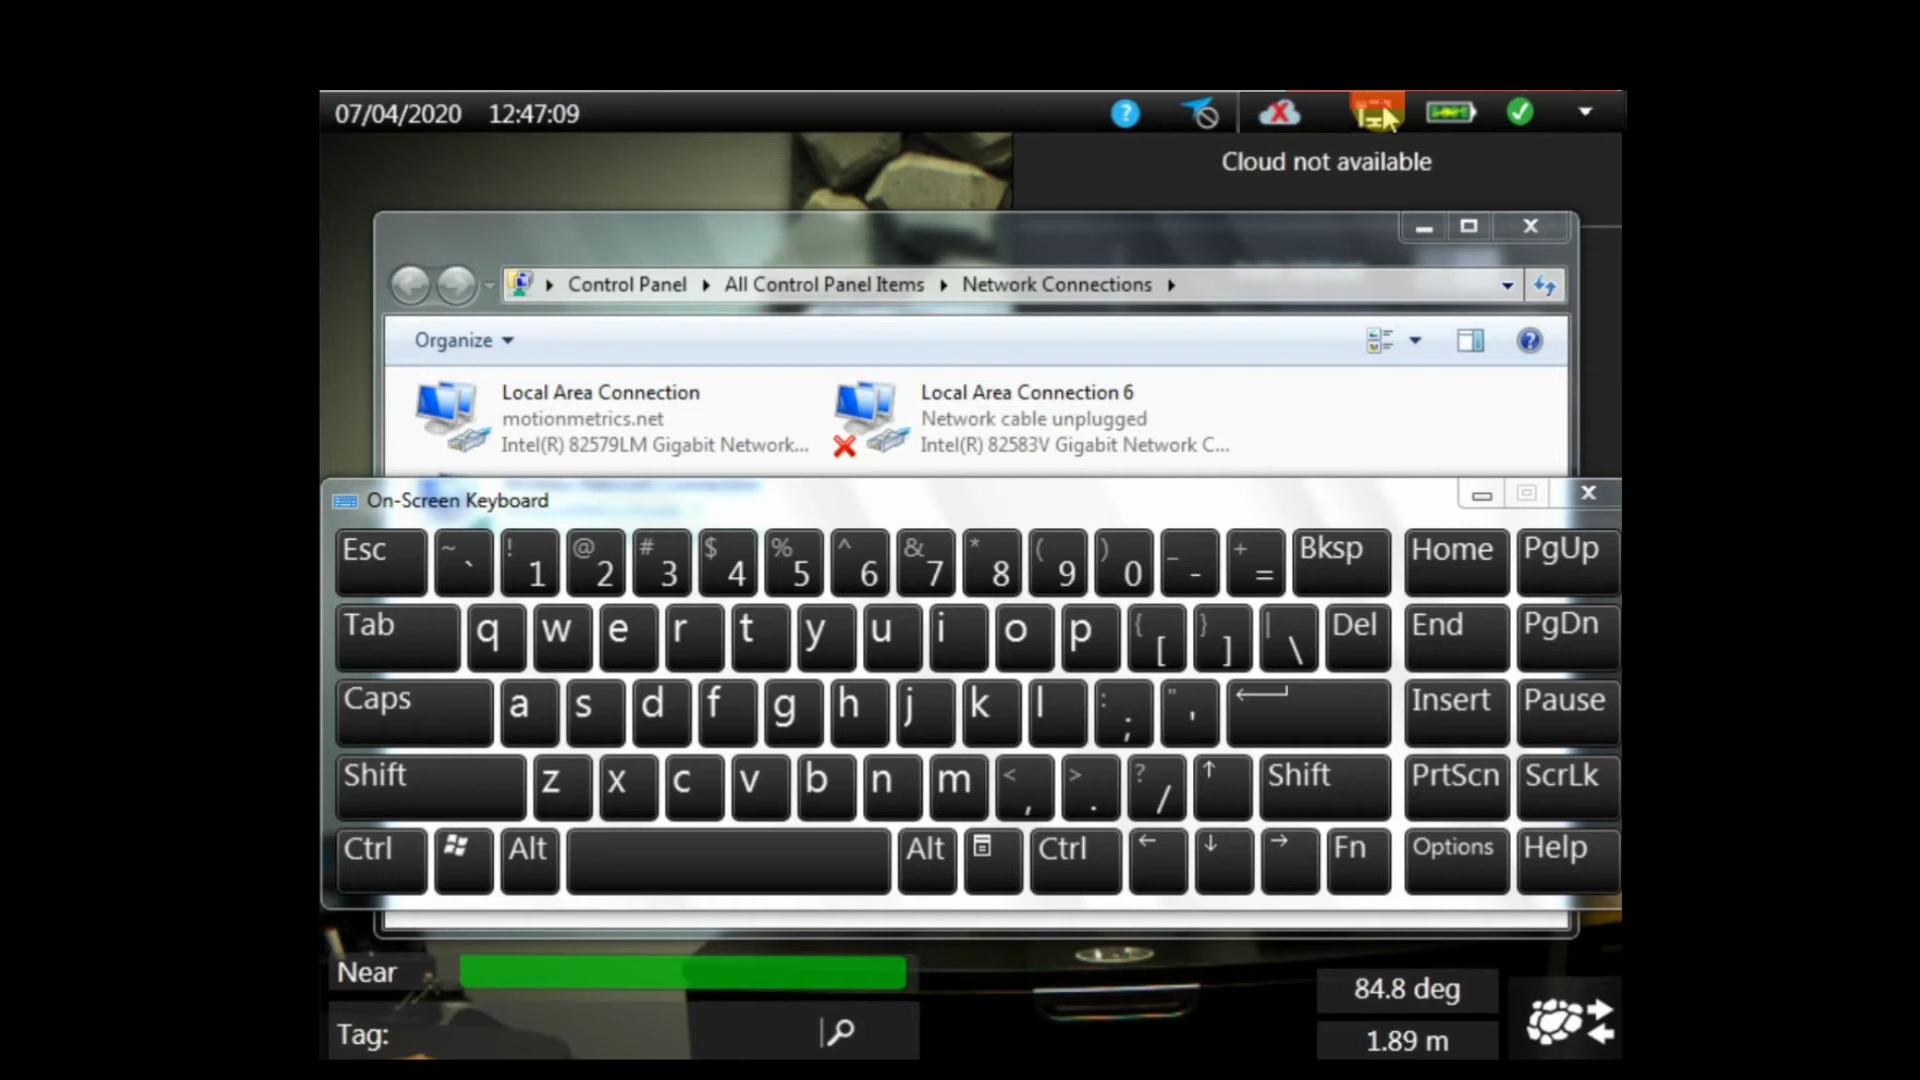 07/04/2020 12:47:09
Cloud not available
Control Panel All Control Panel Items Network Connections
Organize
Local Area Connection
motionmetrics.net
Intel(R) 82579LM Gigabit Network...
Local Area Connection 6
Network cable unplugged
Intel(R) 82583V Gigabit Network C...
On-Screen Keyboard
Esc ~ ` ! 1 @ 2 # 3 $ 4 % 5 ^ 6 & 7 * 8 ( 9 ) 0 _ - + = Bksp Home PgUp
Tab q w e r t y u i o p { [ } ] | \ Del End PgDn
Caps a s d f g h j k l : ; " ' Insert Pause
Shift z x c v b n m < , > . ? / ↑ Shift PrtScn ScrLk
Ctrl Alt Alt Ctrl ← ↓ → Fn Options Help
Near
Tag:
84.8 deg
1.89 m